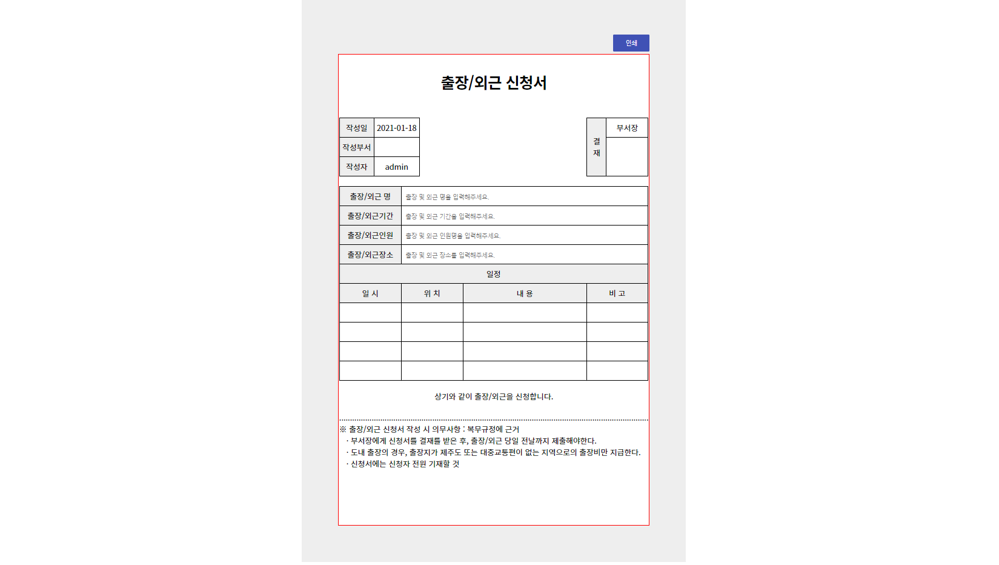 인쇄
출장/외근 신청서
작성일 2021-01-18
작성부서
작성자 admin
결재 부서장
출장/외근 명 출장 및 외근 명을 입력해주세요.
출장/외근기간 출장 및 외근 기간을 입력해주세요.
출장/외근인원 출장 및 외근 인원명을 입력해주세요.
출장/외근장소 출장 및 외근 장소를 입력해주세요.
일정
일 시 위 치 내 용 비 고
상기와 같이 출장/외근을 신청합니다.
※ 출장/외근 신청서 작성 시 의무사항 : 복무규정에 근거
· 부서장에게 신청서를 결재를 받은 후, 출장/외근 당일 전날까지 제출해야한다.
· 도내 출장의 경우, 출장지가 제주도 또는 대중교통편이 없는 지역으로의 출장비만 지급한다.
· 신청서에는 신청자 전원 기재할 것